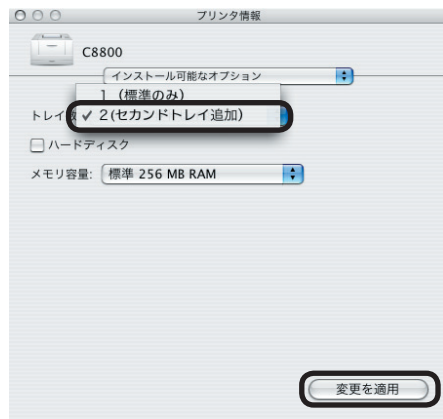 プリンタ情報
C8800
インストール可能なオプション
1 (標準のみ)
トレイ
✓ 2(セカンドトレイ追加)
ハードディスク
メモリ容量: 標準 256 MB RAM
変更を適用